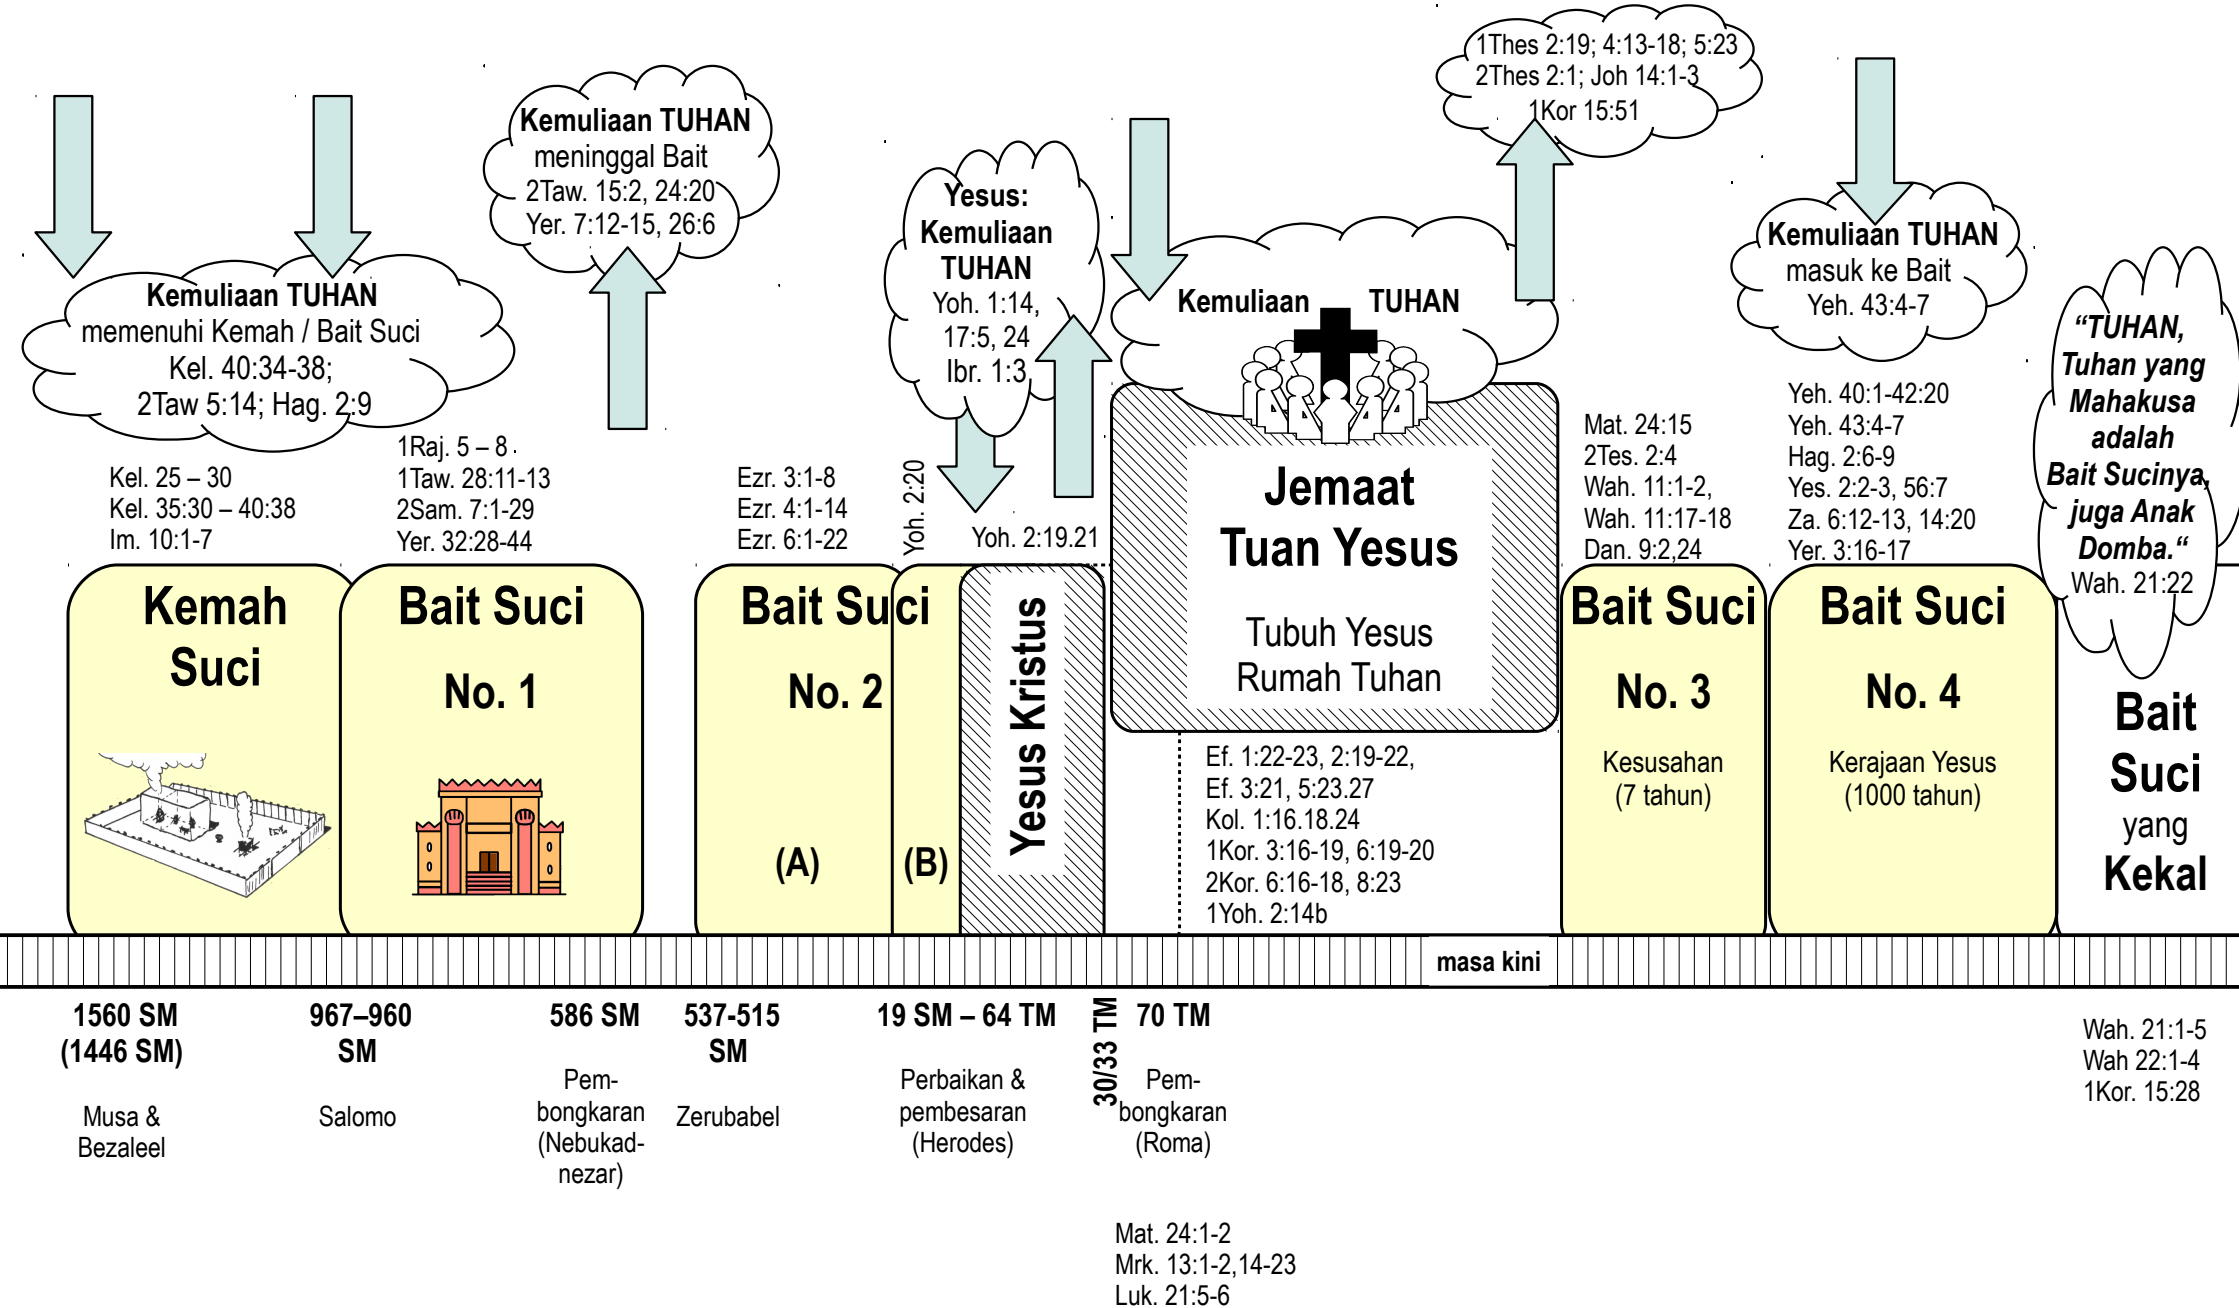 Kemuliaan TUHAN
memenuhi Kemah / Bait Suci
Kel. 40:34-38;
2Taw 5:14; Hag. 2:9
Kemuliaan TUHAN
meninggal Bait
2Taw. 15:2, 24:20
Yer. 7:12-15, 26:6
Yesus:
Kemuliaan
TUHAN
Yoh. 1:14,
17:5, 24
Ibr. 1:3
Kemuliaan TUHAN
1Thes 2:19; 4:13-18; 5:23
2Thes 2:1; Joh 14:1-3
1Kor 15:51
Kemuliaan TUHAN
masuk ke Bait
Yeh. 43:4-7
“TUHAN,
Tuhan yang
Mahakusa
adalah
Bait Sucinya,
juga Anak
Domba.“
Wah. 21:22
Kel. 25 – 30
Kel. 35:30 – 40:38
Im. 10:1-7
1Raj. 5 – 8
1Taw. 28:11-13
2Sam. 7:1-29
Yer. 32:28-44
Ezr. 3:1-8
Ezr. 4:1-14
Ezr. 6:1-22
Yoh. 2:20
Yoh. 2:19.21
Mat. 24:15
2Tes. 2:4
Wah. 11:1-2,
Wah. 11:17-18
Dan. 9:2,24
Yeh. 40:1-42:20
Yeh. 43:4-7
Hag. 2:6-9
Yes. 2:2-3, 56:7
Za. 6:12-13, 14:20
Yer. 3:16-17
Kemah
Suci
Bait Suci
No. 1
Bait Suci
No. 2
(A)
(B)
Yesus Kristus
Jemaat
Tuan Yesus
Tubuh Yesus
Rumah Tuhan
Ef. 1:22-23, 2:19-22,
Ef. 3:21, 5:23.27
Kol. 1:16.18.24
1Kor. 3:16-19, 6:19-20
2Kor. 6:16-18, 8:23
1Yoh. 2:14b
Bait Suci
No. 3
Kesusahan
(7 tahun)
Bait Suci
No. 4
Kerajaan Yesus
(1000 tahun)
Bait
Suci
yang
Kekal
masa kini
1560 SM
(1446 SM)
Musa &
Bezaleel
967–960
SM
Salomo
586 SM
Pem-
bongkaran
(Nebukad-
nezar)
537-515
SM
Zerubabel
19 SM – 64 TM
Perbaikan &
pembesaran
(Herodes)
30/33 TM
70 TM
Pem-
bongkaran
(Roma)
Mat. 24:1-2
Mrk. 13:1-2,14-23
Luk. 21:5-6
Wah. 21:1-5
Wah 22:1-4
1Kor. 15:28